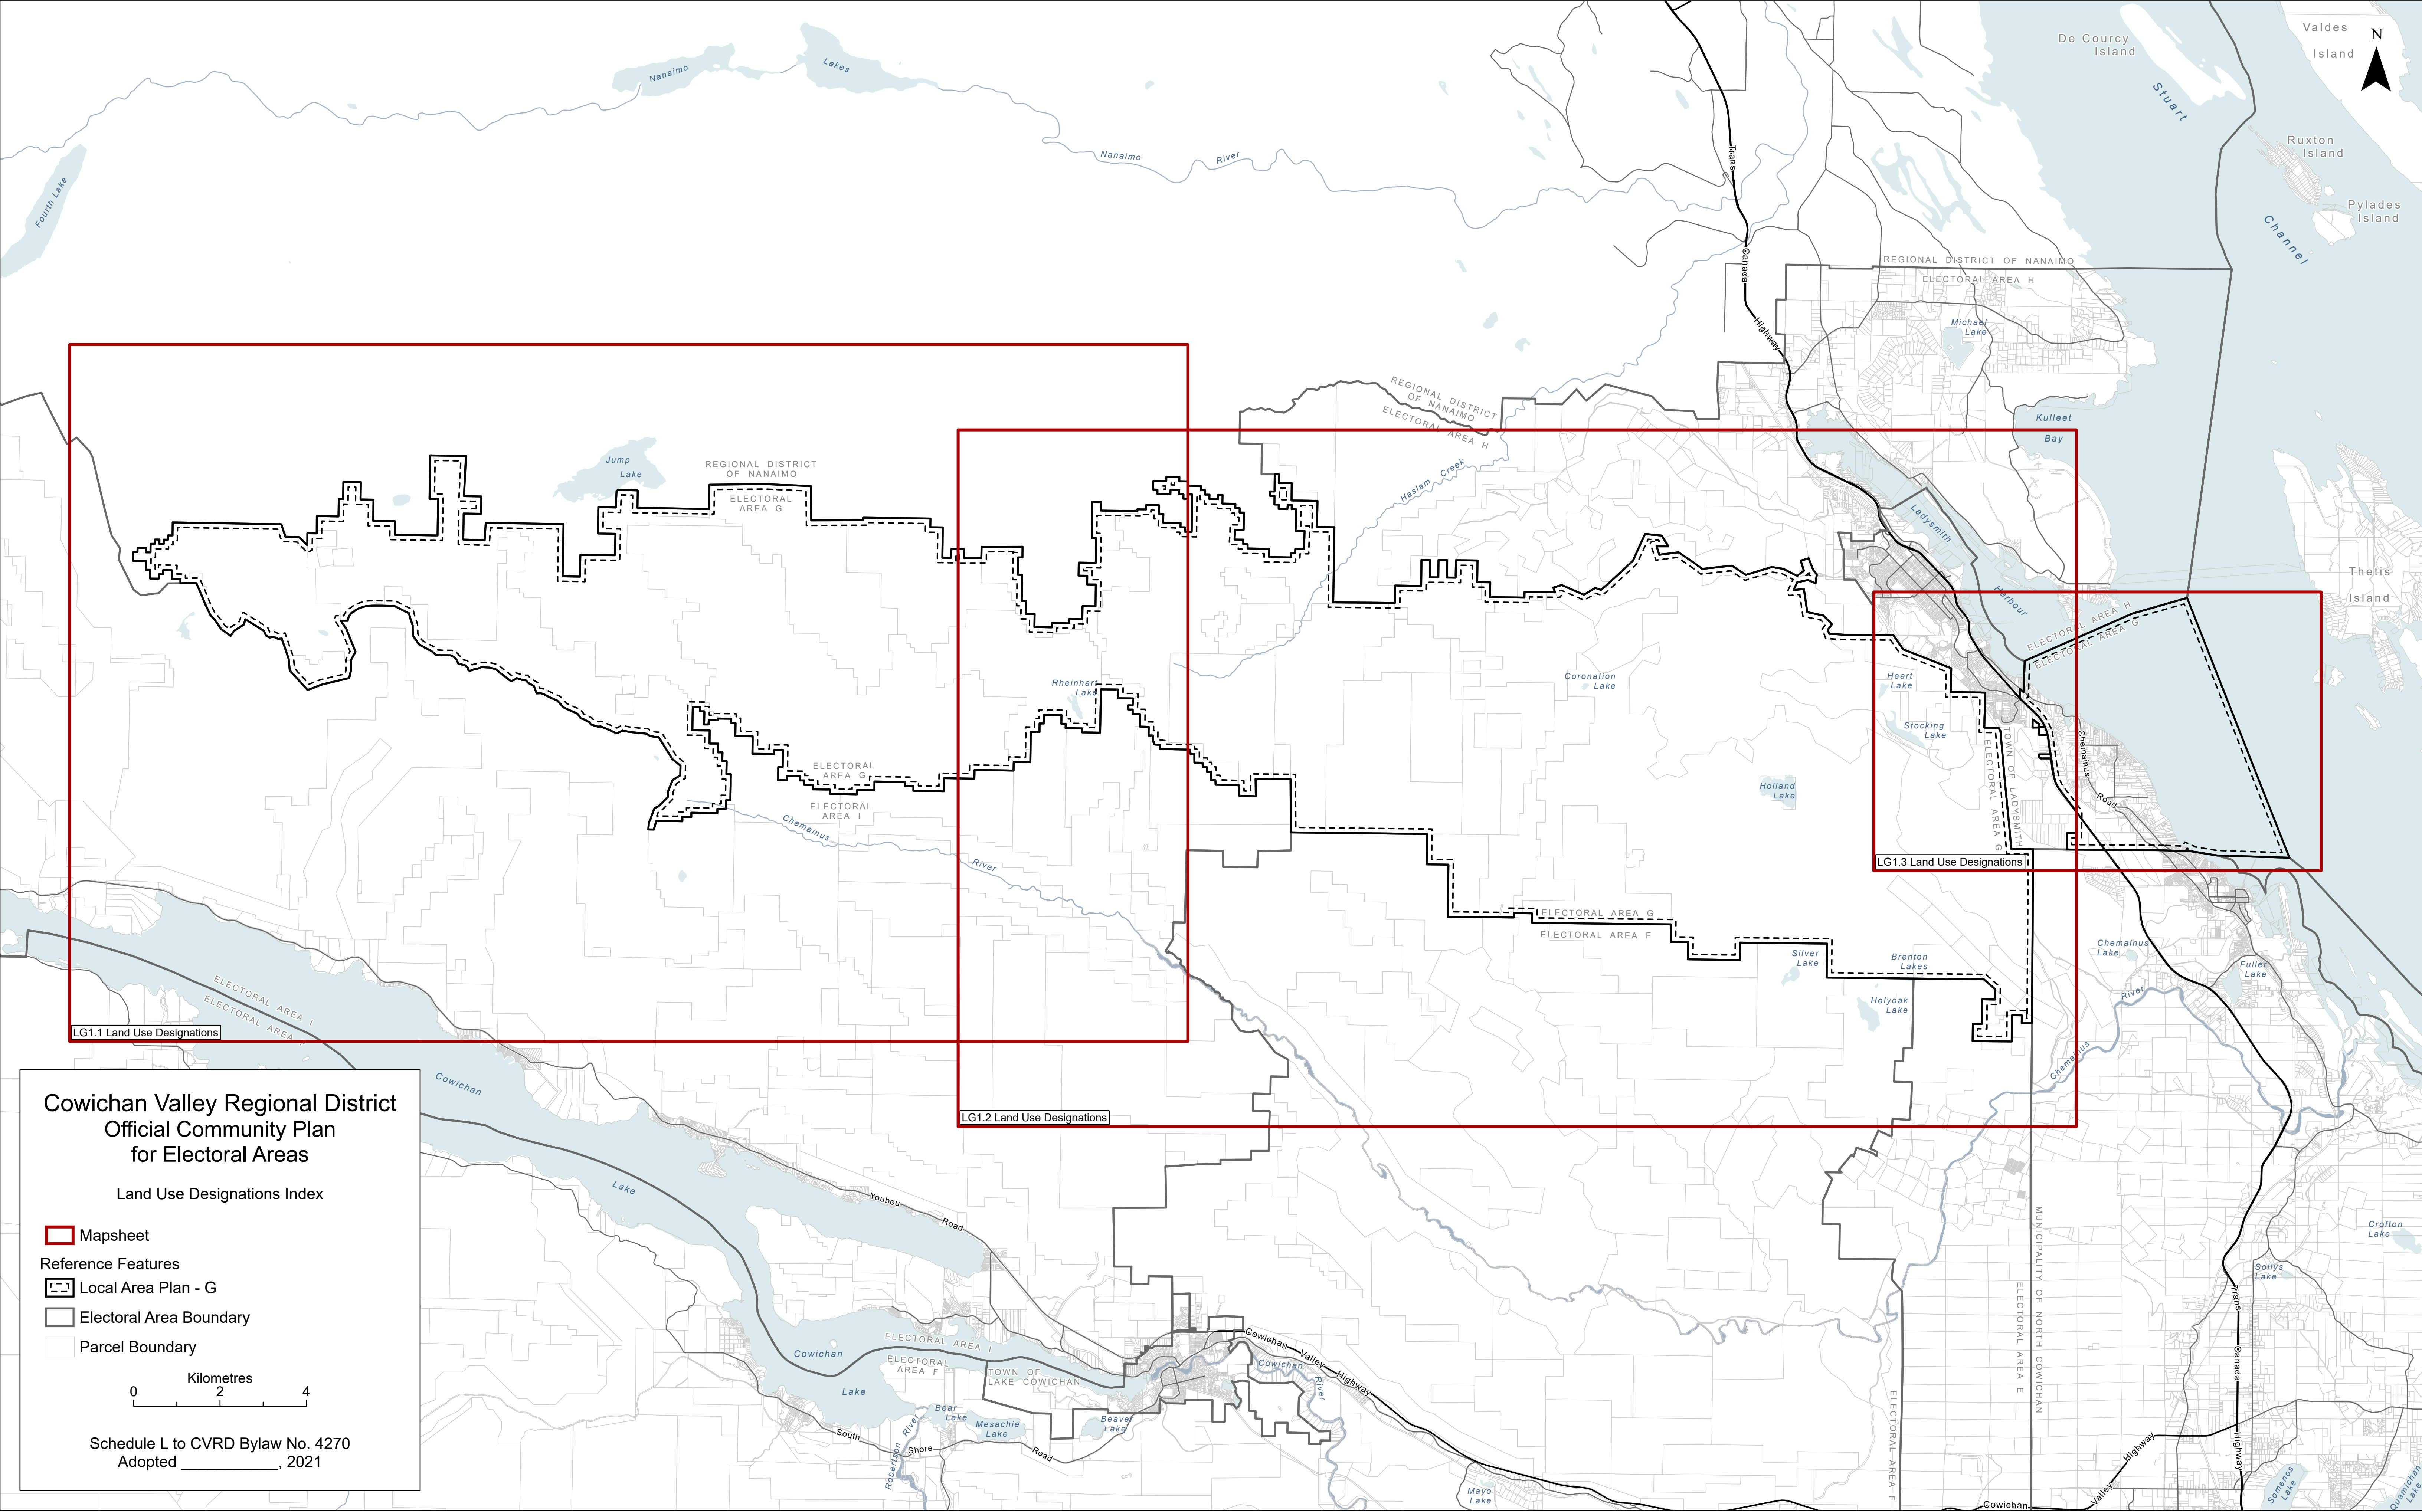 Valdes
Island
N
De Courcy
Island
Stuart
Channel
Ruxton
Island
Pylades
Island
Nanaimo
Lakes
Nanaimo
River
Fourth Lake
Trans
Canada
Highway
REGIONAL DISTRICT OF NANAIMO
ELECTORAL AREA H
Michael
Lake
REGIONAL DISTRICT
OF NANAIMO
ELECTORAL AREA H
Kulleet
Bay
Haslam Creek
Jump
Lake
REGIONAL DISTRICT
OF NANAIMO
ELECTORAL
AREA G
Ladysmith
Harbour
Thetis
Island
ELECTORAL AREA H
ELECTORAL AREA G
Rheinhart
Lake
Coronation
Lake
Heart
Lake
Stocking
Lake
TOWN OF LADYSMITH
ELECTORAL AREA G
Chemainus
Road
Holland
Lake
ELECTORAL
AREA G
ELECTORAL
AREA I
Chemainus
River
LG1.3 Land Use Designations
ELECTORAL AREA G
ELECTORAL AREA F
Silver
Lake
Brenton
Lakes
Holyoak
Lake
Chemainus
Lake
Fuller
Lake
River
Chemainus
ELECTORAL AREA I
ELECTORAL AREA
LG1.1 Land Use Designations
LG1.2 Land Use Designations
Cowichan
Lake
Youbou
Road
Cowichan Valley Regional District
Official Community Plan
for Electoral Areas
Land Use Designations Index
Mapsheet
Reference Features
Local Area Plan - G
Electoral Area Boundary
Parcel Boundary
Kilometres
0 2 4
Schedule L to CVRD Bylaw No. 4270
Adopted ____________, 2021
Crofton
Lake
Sollys
Lake
MUNICIPALITY OF NORTH COWICHAN
ELECTORAL AREA E
ELECTORAL AREA F
Trans
Canada
Highway
Cowichan
Lake
ELECTORAL AREA I
ELECTORAL
AREA F
TOWN OF
LAKE COWICHAN
Cowichan
Valley
Highway
Cowichan
River
Bear
Lake
Mesachie
Lake
Beaver
Lake
Robertson River
South
Shore
Road
Mayo
Lake
Cowichan
Valley
Highway
Somenos
Lake
Quamichan
Lake